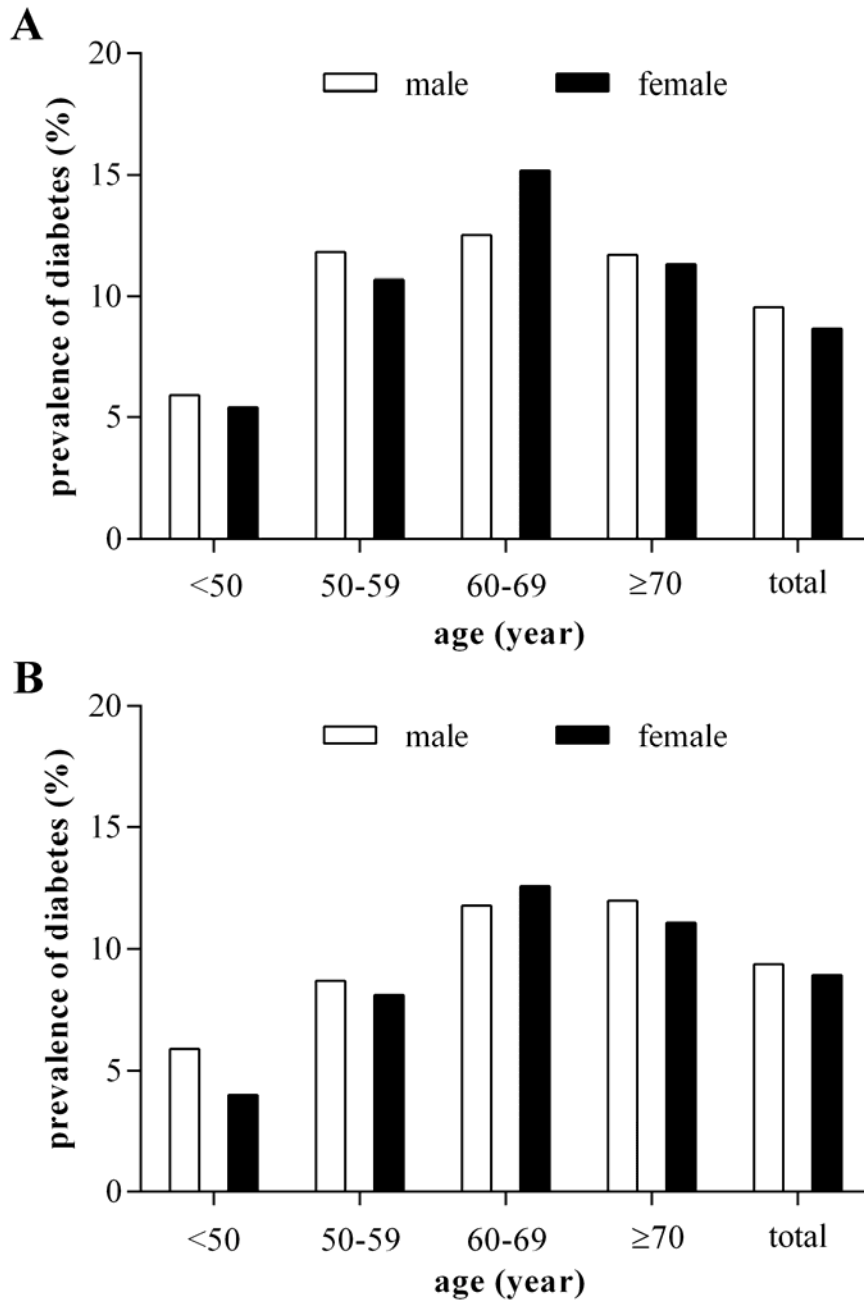 A
prevalence of diabetes (%)
20
15
10
5
0
male female
<50 50-59 60-69 ≥70 total
age (year)
B
prevalence of diabetes (%)
20
15
10
5
0
male female
<50 50-59 60-69 ≥70 total
age (year)